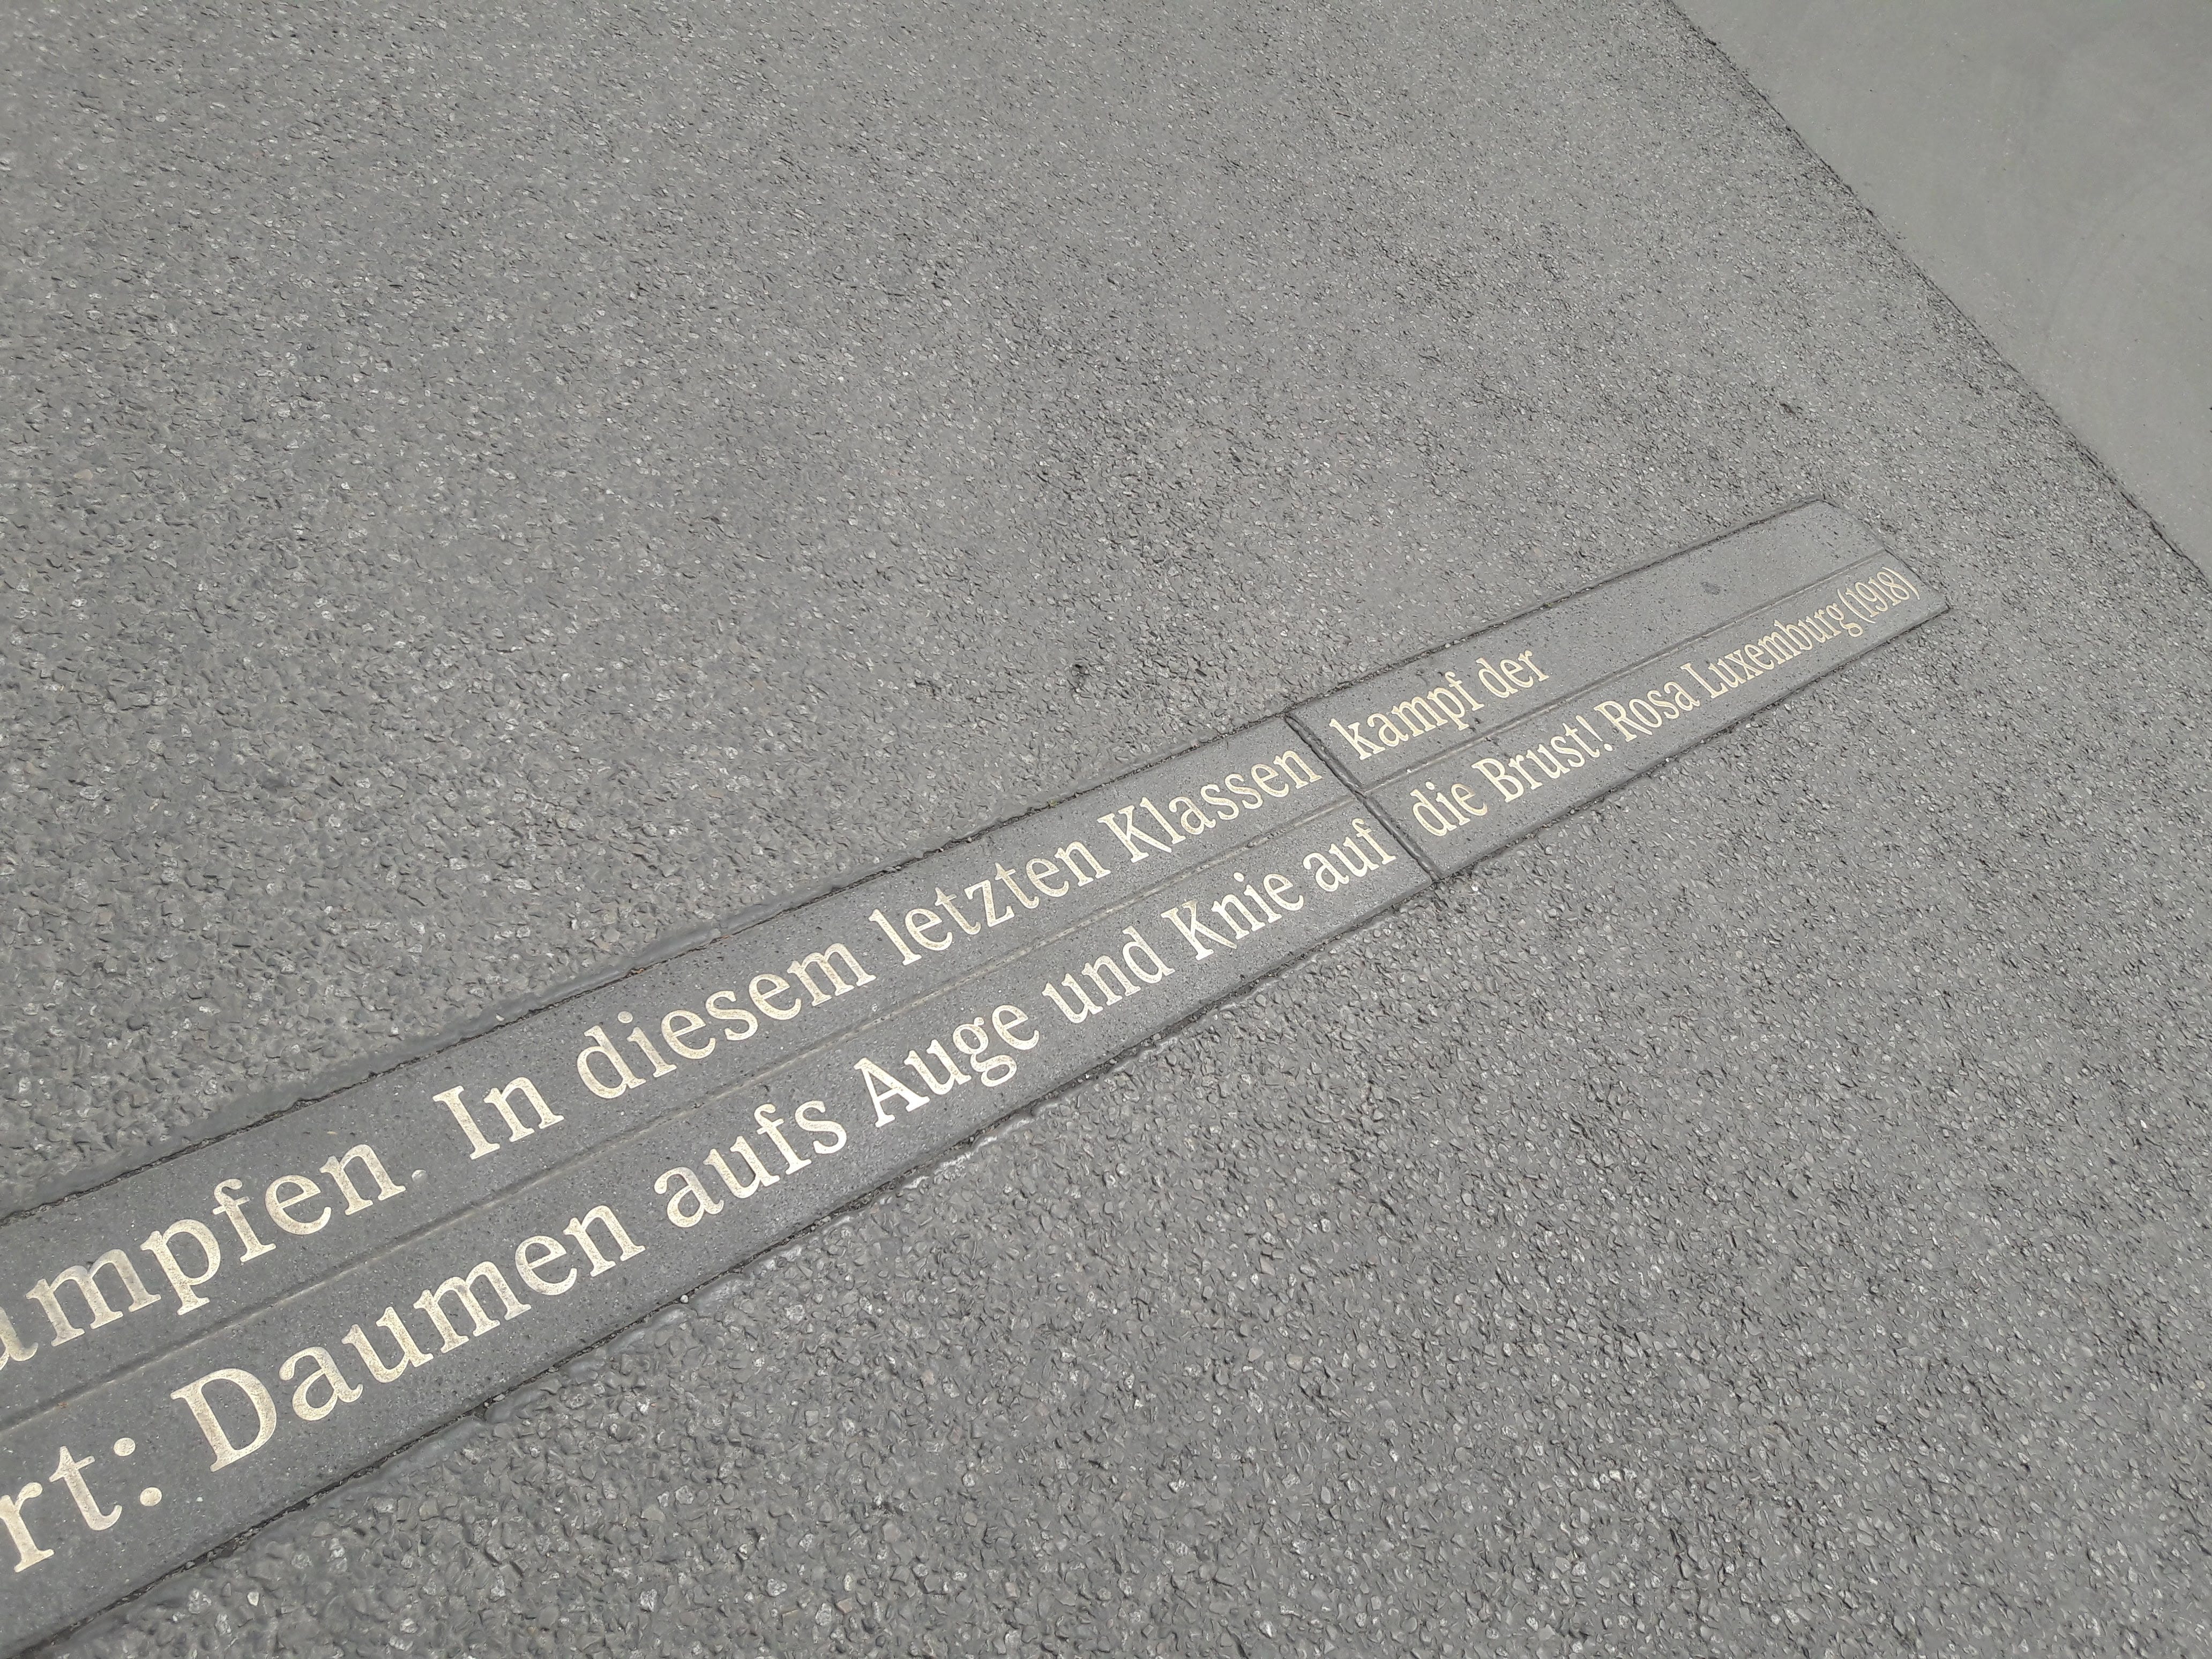 ampfen. In diesem letzten Klassen kampf der
rt: Daumen aufs Auge und Knie auf die Brust! Rosa Luxemburg (1918)